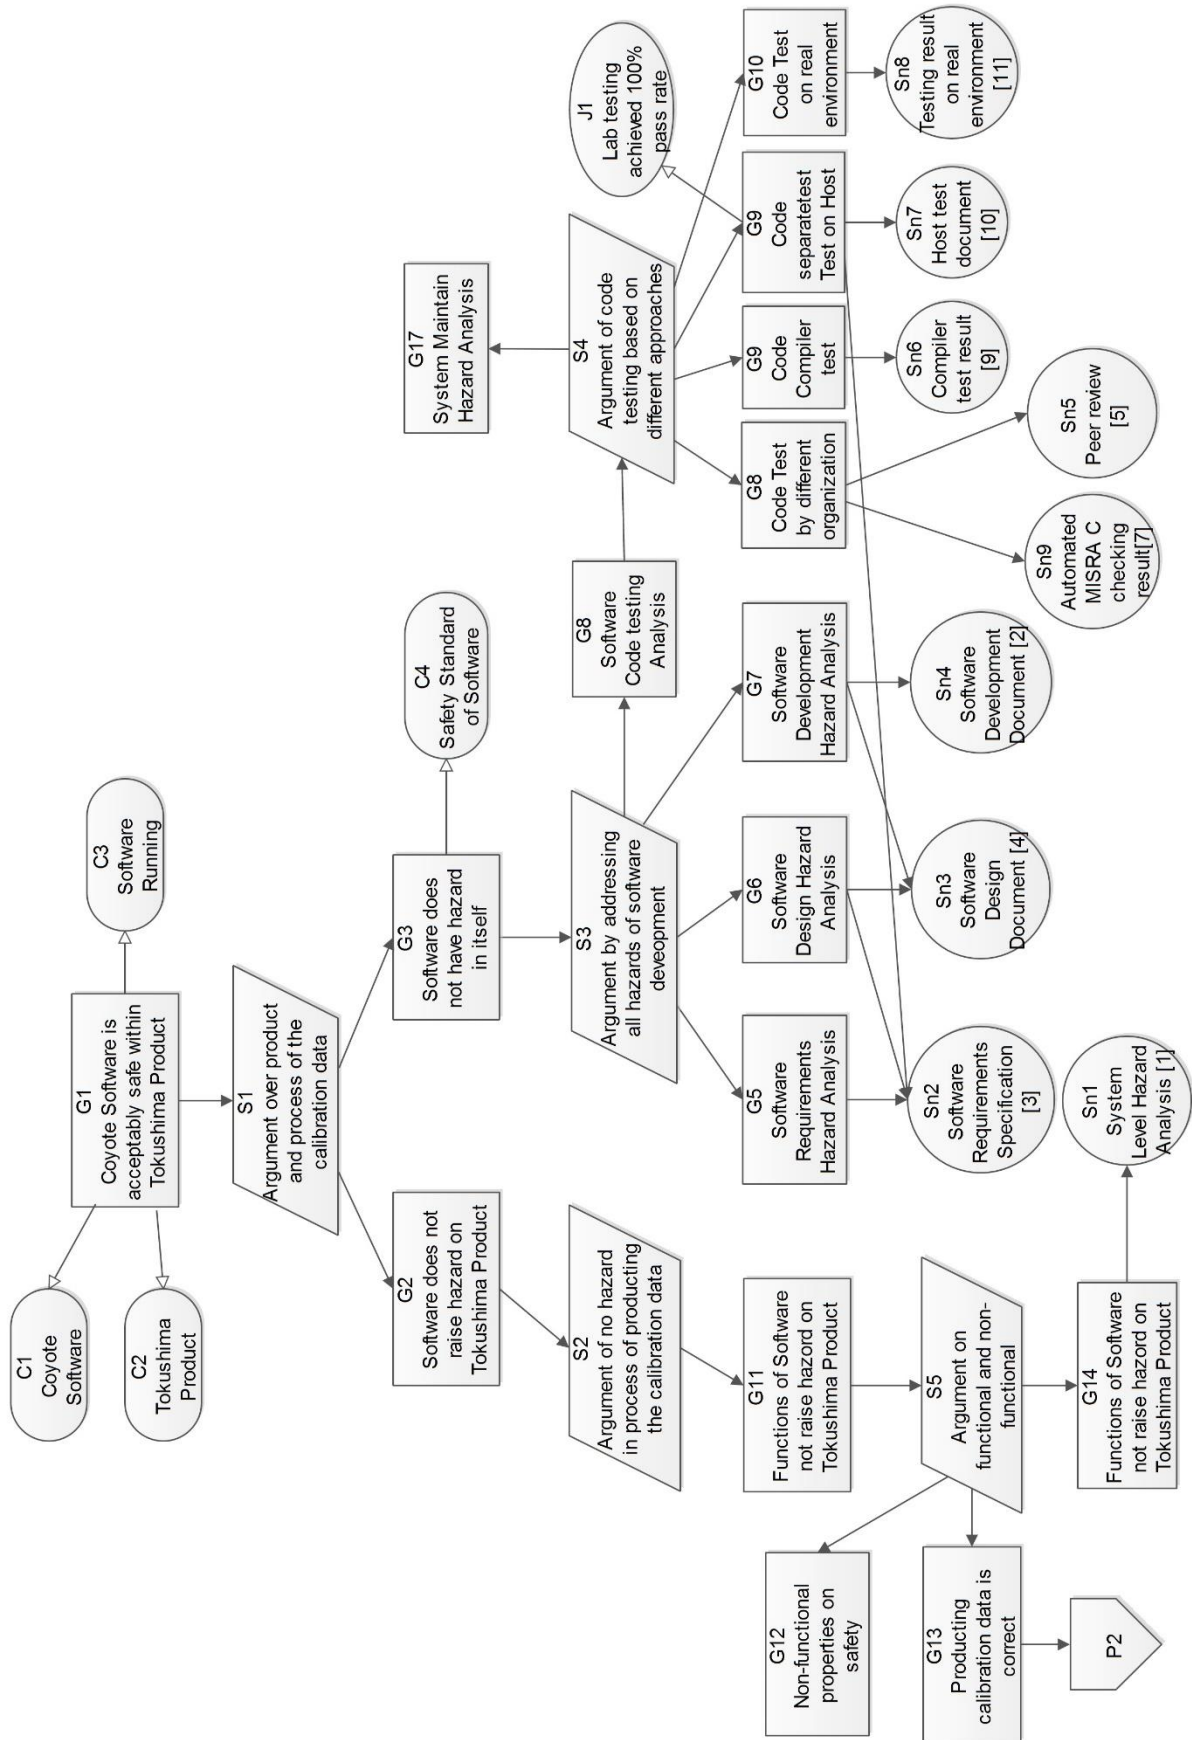 C1
Coyote
Software
C2
Tokushima
Product
G1
Coyote Software is
acceptably safe within
Tokushima Product
C3
Software
Running
S1
Argument over product
and process of the
calibration data
G2
Software does not
raise hazard on
Tokushima Product
G3
Software does
not have hazard
in itself
C4
Safety Standard
of Software
G17
System Maintain
Hazard Analysis
S2
Argument of no hazard
in process of producting
the calibration data
S3
Argument by addressing
all hazards of software
deveopment
G8
Software
Code testing
Analysis
S4
Argument of code
testing based on
different approaches
J1
Lab testing
achieved 100%
pass rate
G12
Non-functional
properties on
safety
G11
Functions of Software
not raise hazard on
Tokushima Product
G5
Software
Requirements
Hazard Analysis
G6
Software
Design Hazard
Analysis
G7
Software
Development
Hazard Analysis
G8
Code Test
by different
organization
G9
Code
Compiler
test
G9
Code
separatetest
Test on Host
G10
Code Test
on real
environment
G13
Producting
calibration data is
correct
S5
Argument on
functional and non-
functional
Sn2
Software
Requirements
Specification
[3]
Sn3
Software
Design
Document [4]
Sn4
Software
Development
Document [2]
Sn9
Automated
MISRA C
checking
result[7]
Sn5
Peer review
[5]
Sn6
Compiler
test result
[9]
Sn7
Host test
document
[10]
Sn8
Testing result
on real
environment
[11]
P2
G14
Functions of Software
not raise hazard on
Tokushima Product
Sn1
System
Level Hazard
Analysis [1]